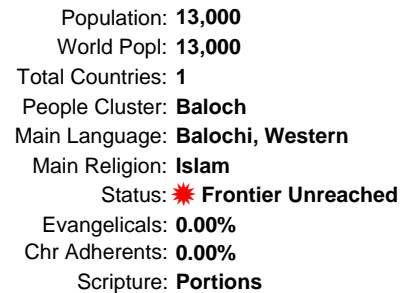 Population: 13,000
World Popl: 13,000
Total Countries: 1
People Cluster: Baloch
Main Language: Balochi, Western
Main Religion: Islam
Status: Frontier Unreached
Evangelicals: 0.00%
Chr Adherents: 0.00%
Scripture: Portions